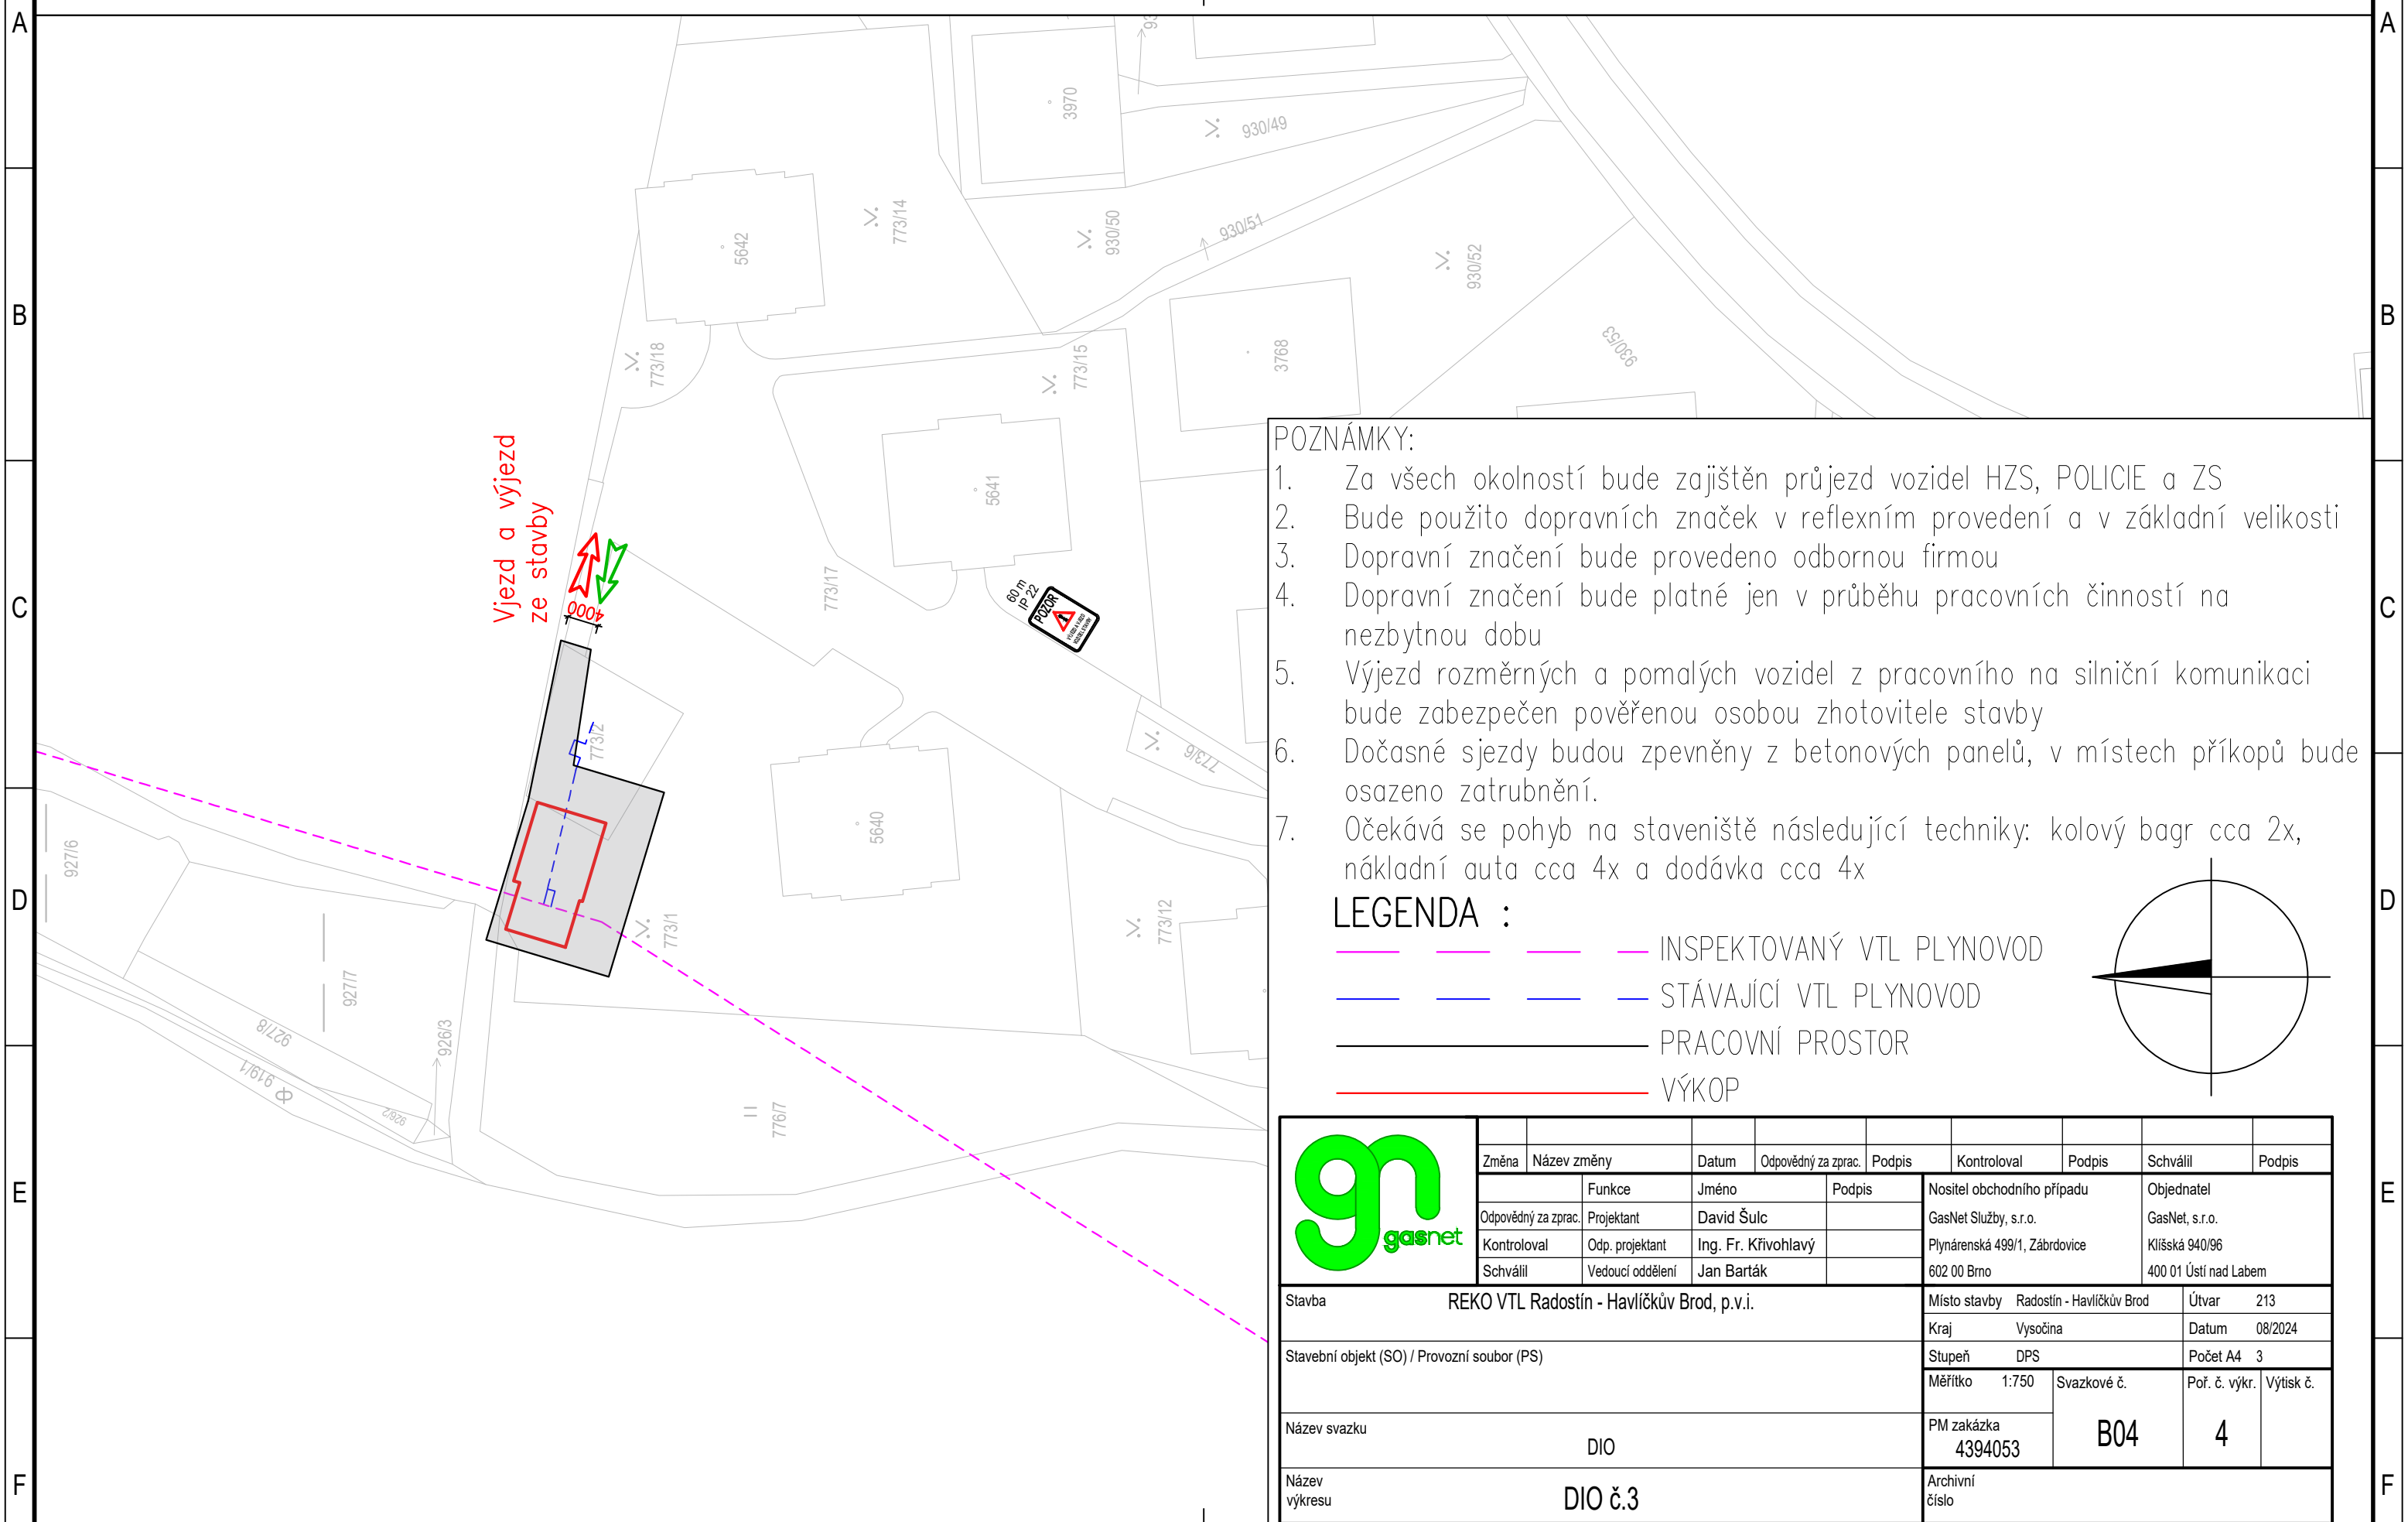 A
A
B
B
C
C
D
D
E
E
F
F
3970
930/49
5642
773/14
930/50
930/51
930/52
930/53
773/18
773/15
3768
5641
773/17
Vjezd a výjezd
ze stavby
4000
60 m
IP 22
POZOR
773/2
773/6
5640
927/6
773/1
773/12
927/7
927/8
926/3
919/1
926/2
776/7
POZNÁMKY:
1. Za všech okolností bude zajištěn průjezd vozidel HZS, POLICIE a ZS
2. Bude použito dopravních značek v reflexním provedení a v základní velikosti
3. Dopravní značení bude provedeno odbornou firmou
4. Dopravní značení bude platné jen v průběhu pracovních činností na
nezbytnou dobu
5. Výjezd rozměrných a pomalých vozidel z pracovního na silniční komunikaci
bude zabezpečen pověřenou osobou zhotovitele stavby
6. Dočasné sjezdy budou zpevněny z betonových panelů, v místech příkopů bude
osazeno zatrubnění.
7. Očekává se pohyb na staveniště následující techniky: kolový bagr cca 2x,
nákladní auta cca 4x a dodávka cca 4x
LEGENDA :
INSPEKTOVANÝ VTL PLYNOVOD
STÁVAJÍCÍ VTL PLYNOVOD
PRACOVNÍ PROSTOR
VÝKOP
gn
gasnet
Změna Název změny Datum Odpovědný za zprac. Podpis Kontroloval Podpis Schválil Podpis
Funkce Jméno Podpis
Odpovědný za zprac. Projektant David Šulc
Kontroloval Odp. projektant Ing. Fr. Křivohlavý
Schválil Vedoucí oddělení Jan Barták
Nositel obchodního případu
GasNet Služby, s.r.o.
Plynárenská 499/1, Zábrdovice
602 00 Brno
Objednatel
GasNet, s.r.o.
Klíšská 940/96
400 01 Ústí nad Labem
Stavba REKO VTL Radostín - Havlíčkův Brod, p.v.i.
Místo stavby Radostín - Havlíčkův Brod Útvar 213
Kraj Vysočina Datum 08/2024
Stavební objekt (SO) / Provozní soubor (PS)
Stupeň DPS Počet A4 3
Měřítko 1:750 Svazkové č. Poř. č. výkr. Výtisk č.
Název svazku DIO
PM zakázka
4394053 B04 4
Název
výkresu DIO č.3
Archivní
číslo